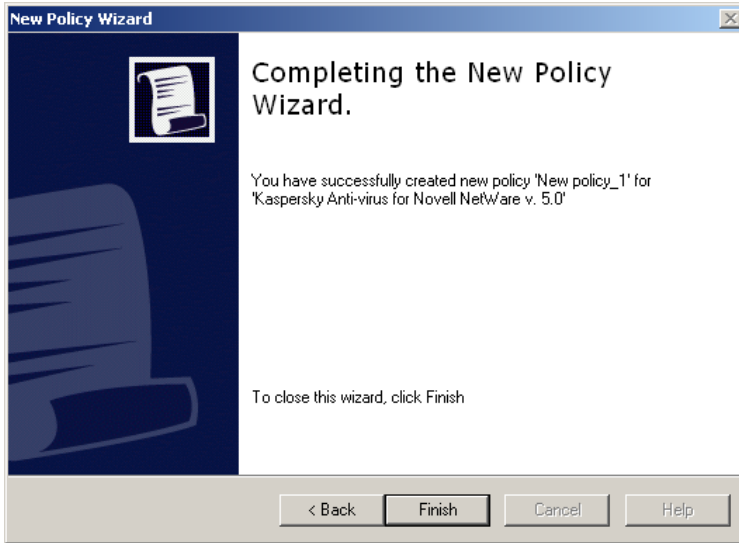 New Policy Wizard
Completing the New Policy
Wizard.
You have successfully created new policy 'New policy_1' for
'Kaspersky Anti-virus for Novell NetWare v. 5.0'
To close this wizard, click Finish
< Back Finish Cancel Help